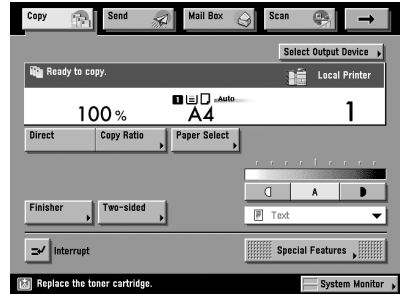 Copy Send Mail Box Scan
Select Output Device
Ready to copy. Local Printer
1 Auto
100 % A4 1
Direct Copy Ratio Paper Select
A
Finisher Two-sided Text
Interrupt Special Features
Replace the toner cartridge. System Monitor